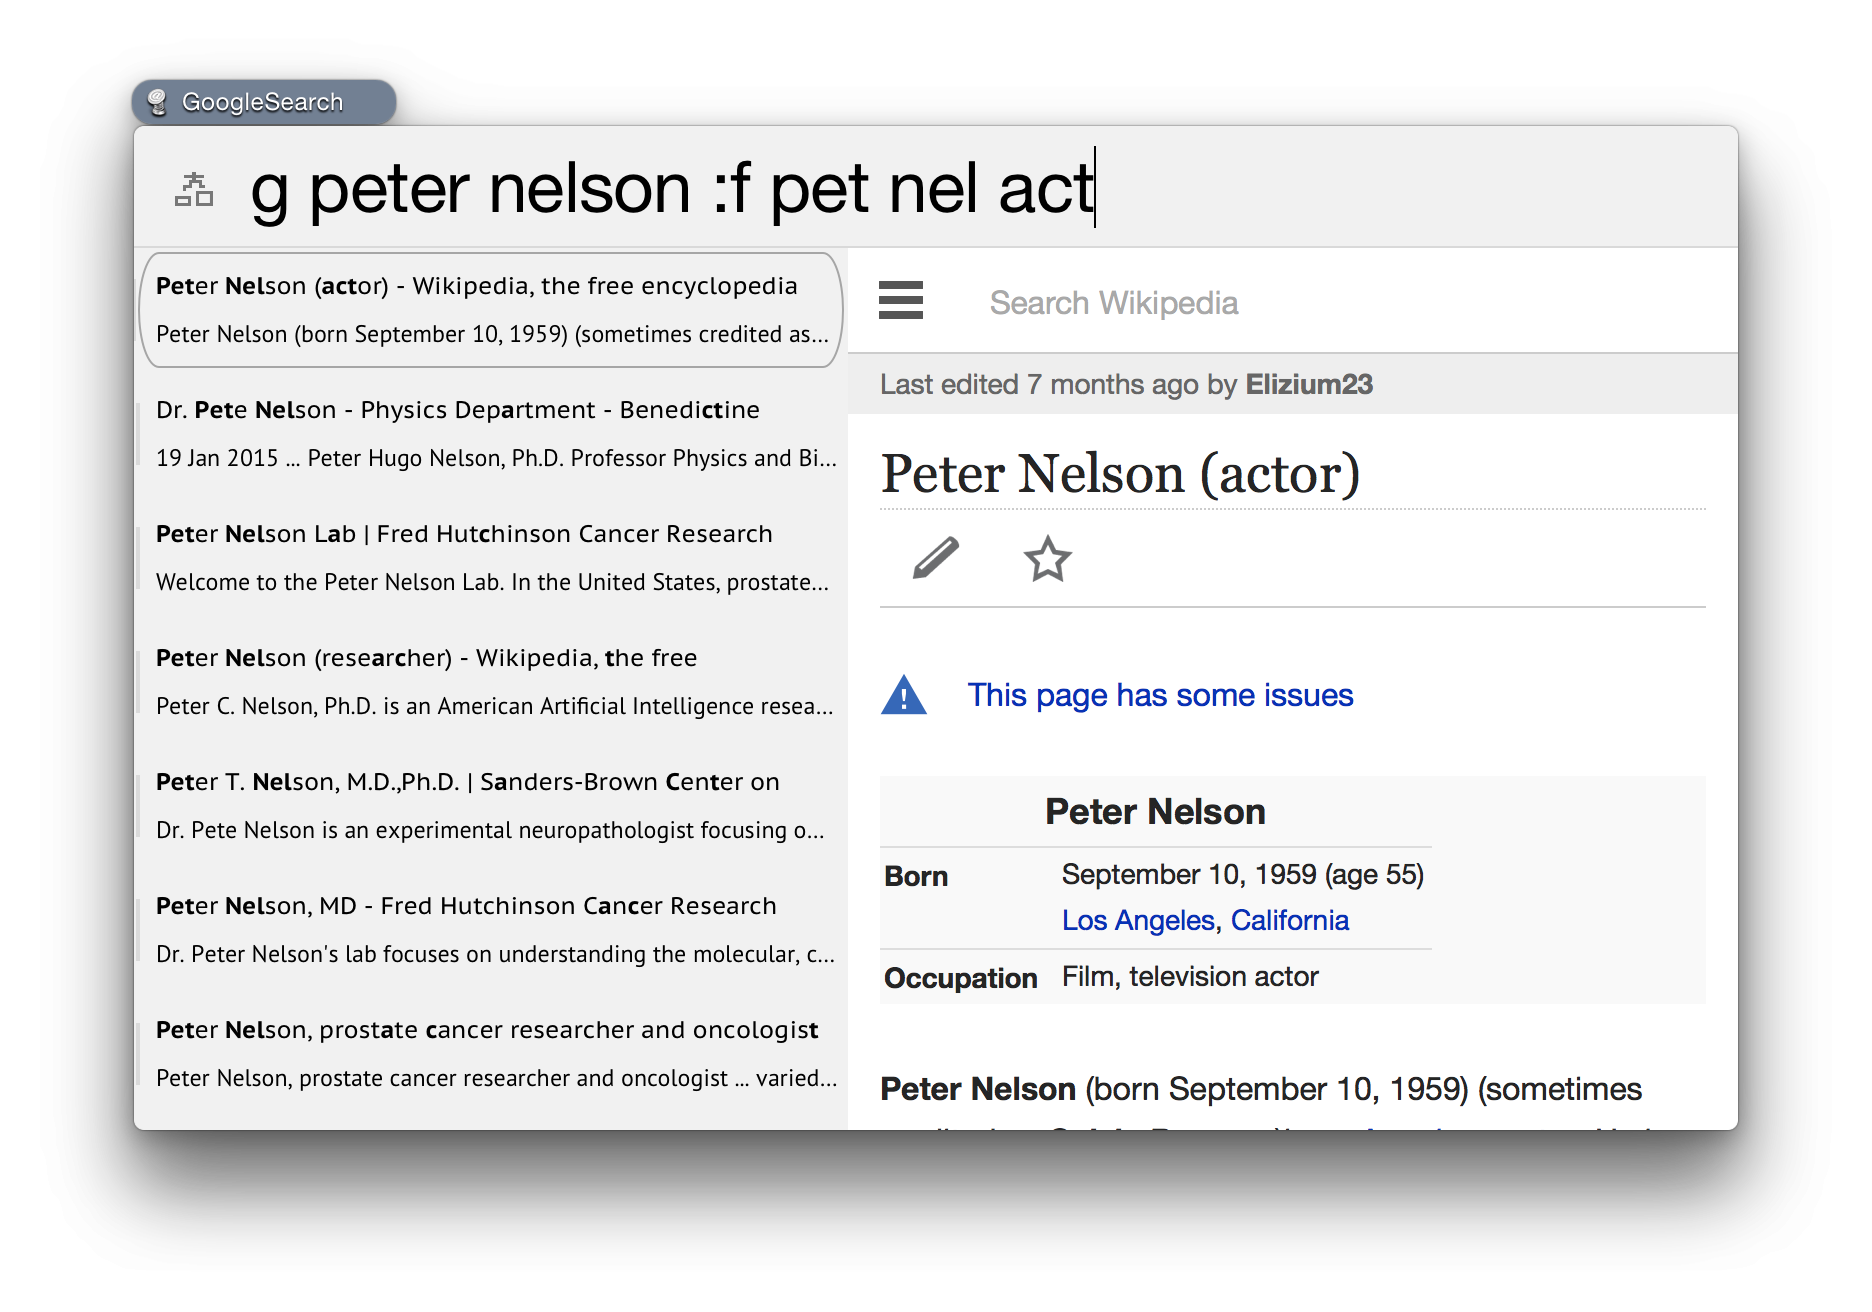 GoogleSearch
g peter nelson :f pet nel act
Peter Nelson (actor) - Wikipedia, the free encyclopedia
Peter Nelson (born September 10, 1959) (sometimes credited as...
Dr. Pete Nelson - Physics Department - Benedictine
19 Jan 2015 ... Peter Hugo Nelson, Ph.D. Professor Physics and Bi...
Peter Nelson Lab | Fred Hutchinson Cancer Research
Welcome to the Peter Nelson Lab. In the United States, prostate...
Peter Nelson (researcher) - Wikipedia, the free
Peter C. Nelson, Ph.D. is an American Artificial Intelligence resea...
Peter T. Nelson, M.D.,Ph.D. | Sanders-Brown Center on
Dr. Pete Nelson is an experimental neuropathologist focusing o...
Peter Nelson, MD - Fred Hutchinson Cancer Research
Dr. Peter Nelson's lab focuses on understanding the molecular, c...
Peter Nelson, prostate cancer researcher and oncologist
Peter Nelson, prostate cancer researcher and oncologist ... varied...
Search Wikipedia
Last edited 7 months ago by Elizium23
Peter Nelson (actor)
This page has some issues
Peter Nelson
Born September 10, 1959 (age 55)
Los Angeles, California
Occupation Film, television actor
Peter Nelson (born September 10, 1959) (sometimes